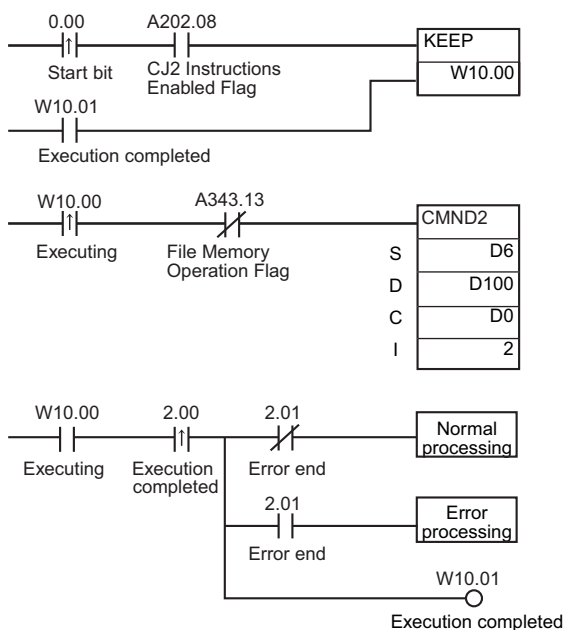 0.00 A202.08
KEEP
↑
Start bit CJ2 Instructions W10.00
Enabled Flag
W10.01
Execution completed
W10.00 A343.13
CMND2
↑
Executing File Memory S D6
Operation Flag
D D100
C D0
I 2
W10.00 2.00 2.01
↑ Normal
processing
Executing Execution Error end
completed
2.01
Error
processing
Error end
W10.01
Execution completed